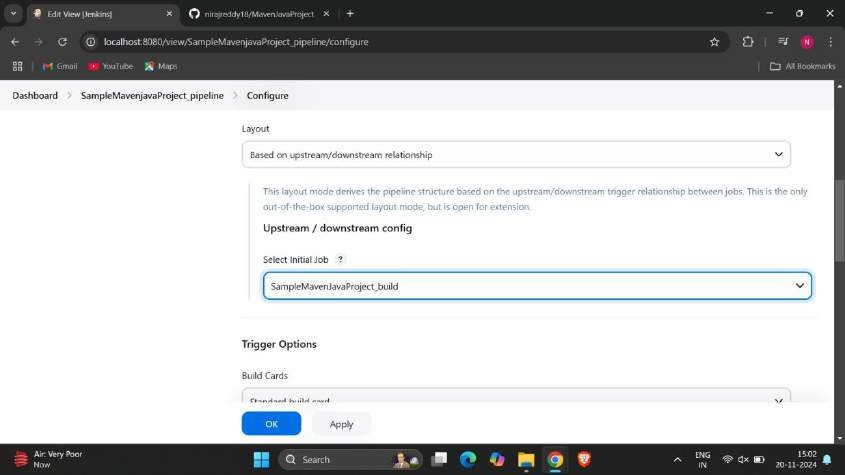 Edit View [Jenkins]
nirajreddy18/MavenJavaProject
localhost:8080/view/SampleMavenjavaProject_pipeline/configure
N
Gmail YouTube Maps All Bookmarks
Dashboard SampleMavenjavaProject_pipeline Configure
Layout
Based on upstream/downstream relationship
This layout mode derives the pipeline structure based on the upstream/downstream trigger relationship between jobs. This is the only
out-of-the-box supported layout mode, but is open for extension.
Upstream / downstream config
Select Initial Job ?
SampleMavenJavaProject_build
Trigger Options
Build Cards
Standard build card
OK Apply
Air: Very Poor
Now
Search
ENG
IN
15:02
20-11-2024